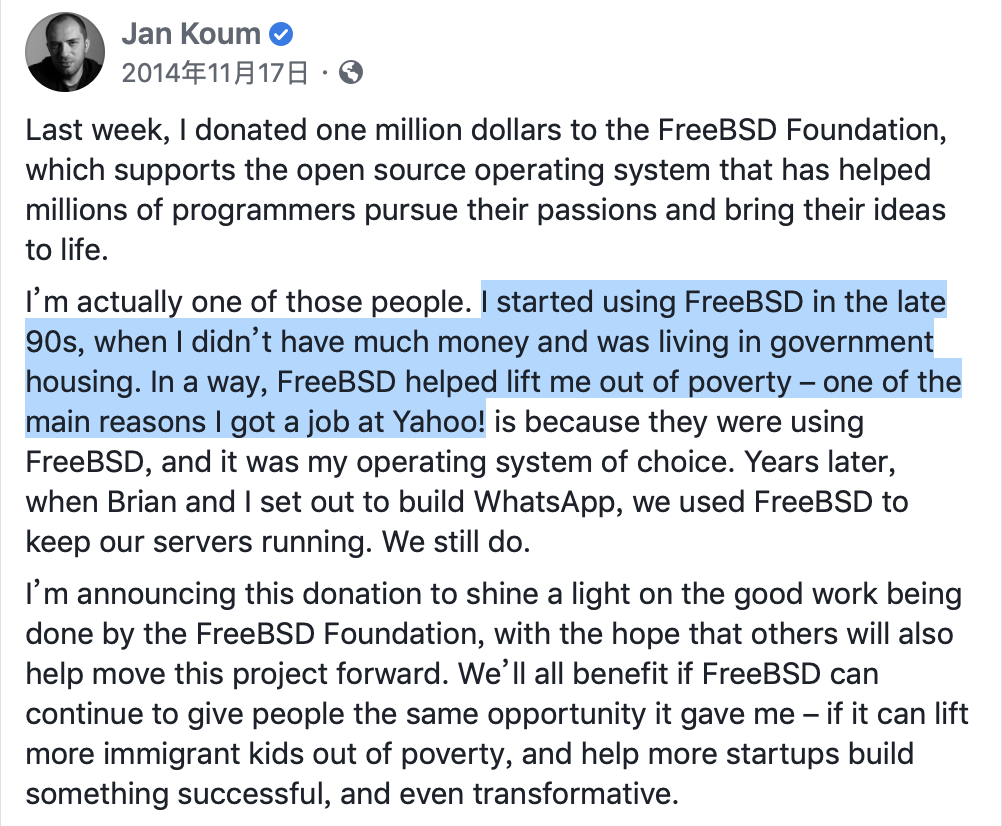 Jan Koum
2014年11月17日 ·
Last week, I donated one million dollars to the FreeBSD Foundation,
which supports the open source operating system that has helped
millions of programmers pursue their passions and bring their ideas
to life.
I’m actually one of those people. I started using FreeBSD in the late
90s, when I didn’t have much money and was living in government
housing. In a way, FreeBSD helped lift me out of poverty – one of the
main reasons I got a job at Yahoo! is because they were using
FreeBSD, and it was my operating system of choice. Years later,
when Brian and I set out to build WhatsApp, we used FreeBSD to
keep our servers running. We still do.
I’m announcing this donation to shine a light on the good work being
done by the FreeBSD Foundation, with the hope that others will also
help move this project forward. We’ll all benefit if FreeBSD can
continue to give people the same opportunity it gave me – if it can lift
more immigrant kids out of poverty, and help more startups build
something successful, and even transformative.